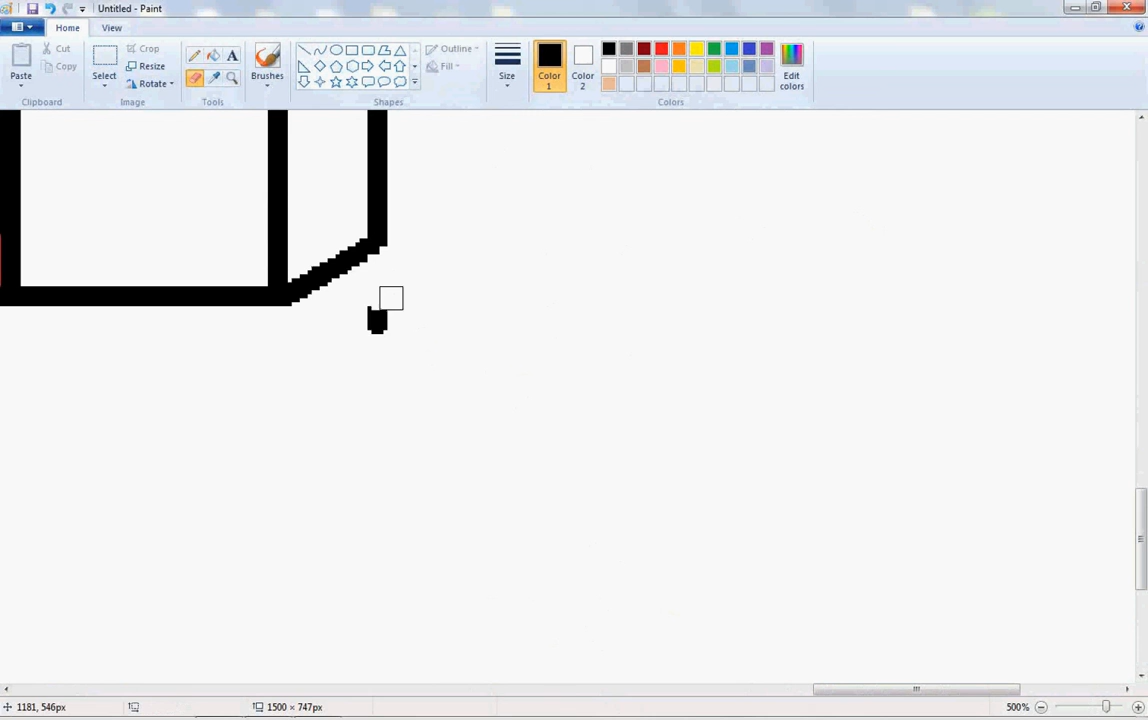 Untitled - Paint
Home View
Paste
Cut
Copy
Clipboard
Select
Crop
Resize
Rotate
Image
A
Tools
Brushes
Outline
Fill
Shapes
Size
Color 1
Color 2
Edit colors
Colors
1181, 546px
1500 × 747px
500%